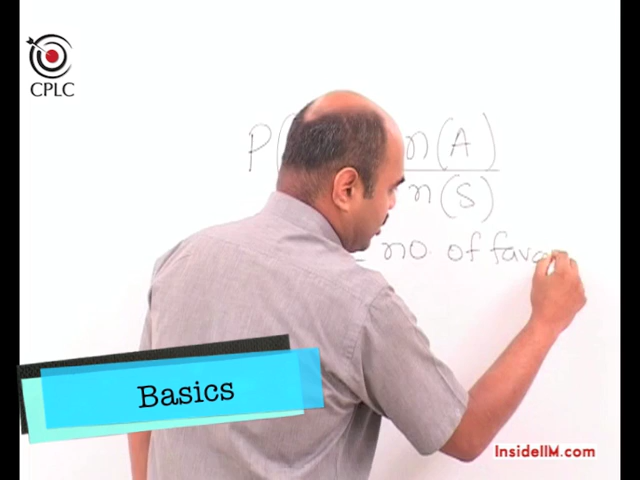 CPLC
P( n(A)
n(S)
= no. of favo
Basics
InsideIIM.com